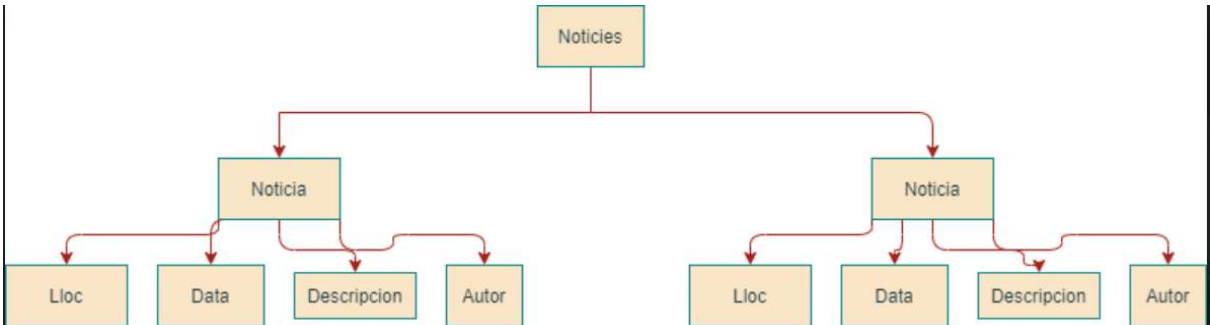 Noticies
Noticia
Noticia
Lloc
Data
Descripcion
Autor
Lloc
Data
Descripcion
Autor